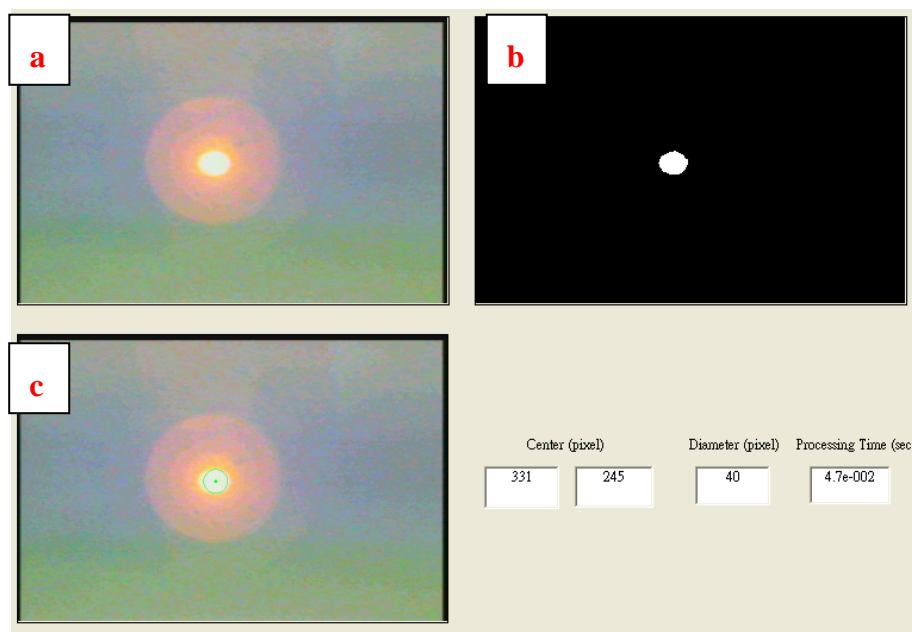 a
b
c
Center (pixel) Diameter (pixel) Processing Time (sec
331 245 40 4.7e-002